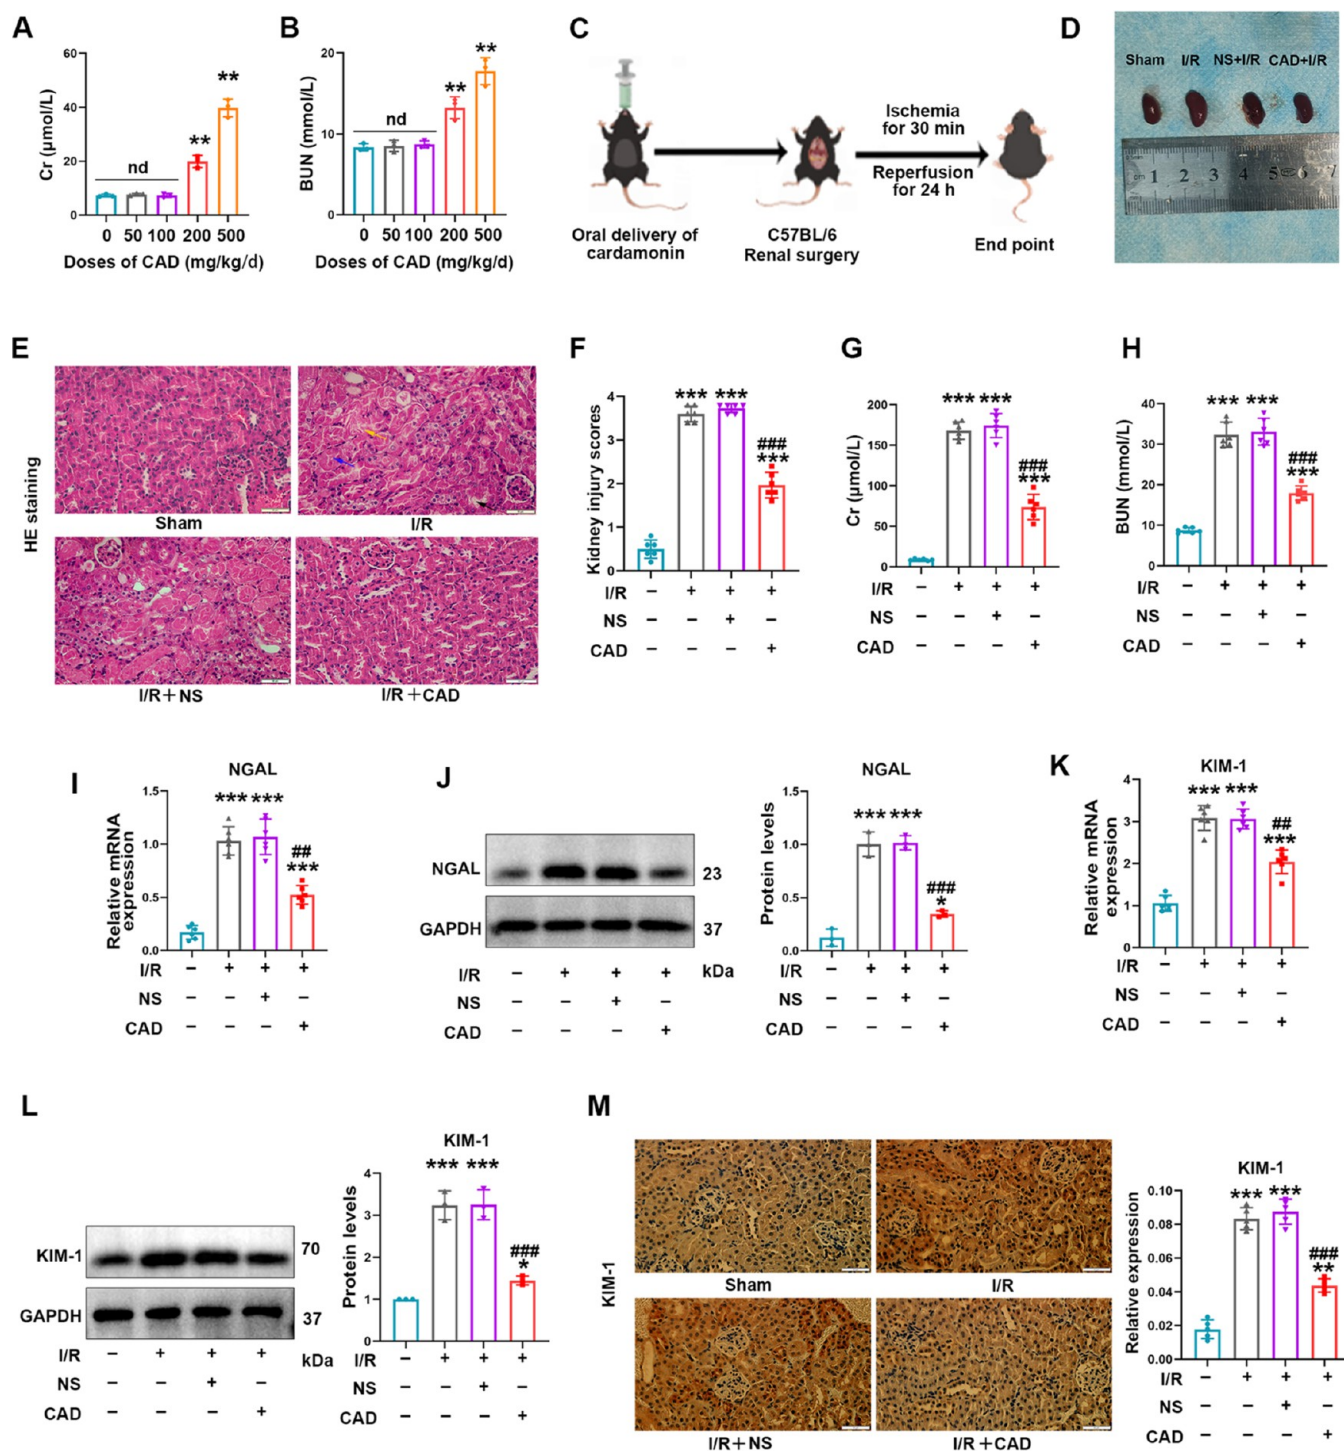 A
Cr (μmol/L)
60
40
20
0
nd
**
**
0 50 100 200 500
Doses of CAD (mg/kg/d)
B
BUN (mmol/L)
20
10
0
nd
**
**
0 50 100 200 500
Doses of CAD (mg/kg/d)
C
Oral delivery of
cardamonin
C57BL/6
Renal surgery
Ischemia
for 30 min
Reperfusion
for 24 h
End point
D
Sham I/R NS+I/R CAD+I/R
1 2 3 4 5 6 7
E
HE staining
Sham
I/R
I/R+NS
I/R+CAD
F
Kidney injury scores
4
3
2
1
0
*** ***
###
***
I/R – + + +
NS – – + –
CAD – – – +
G
Cr (μmol/L)
200
150
100
50
0
*** ***
###
***
I/R – + + +
NS – – + –
CAD – – – +
H
BUN (mmol/L)
40
30
20
10
0
*** ***
###
***
I/R – + + +
NS – – + –
CAD – – – +
I
NGAL
Relative mRNA
expression
1.5
1.0
0.5
0.0
*** ***
##
***
I/R – + + +
NS – – + –
CAD – – – +
J
NGAL 23
GAPDH 37
I/R – + + + kDa
NS – – + –
CAD – – – +
NGAL
Protein levels
1.5
1.0
0.5
0.0
*** ***
###
*
I/R – + + +
NS – – + –
CAD – – – +
K
KIM-1
Relative mRNA
expression
4
3
2
1
0
*** ***
##
***
I/R – + + +
NS – – + –
CAD – – – +
L
KIM-1 70
GAPDH 37
I/R – + + + kDa
NS – – + –
CAD – – – +
KIM-1
Protein levels
4
3
2
1
0
*** ***
###
*
I/R – + + +
NS – – + –
CAD – – – +
M
KIM-1
Sham
I/R
I/R+NS
I/R+CAD
KIM-1
Relative expression
0.10
0.08
0.06
0.04
0.02
0.00
*** ***
###
**
I/R – + + +
NS – – + –
CAD – – – +